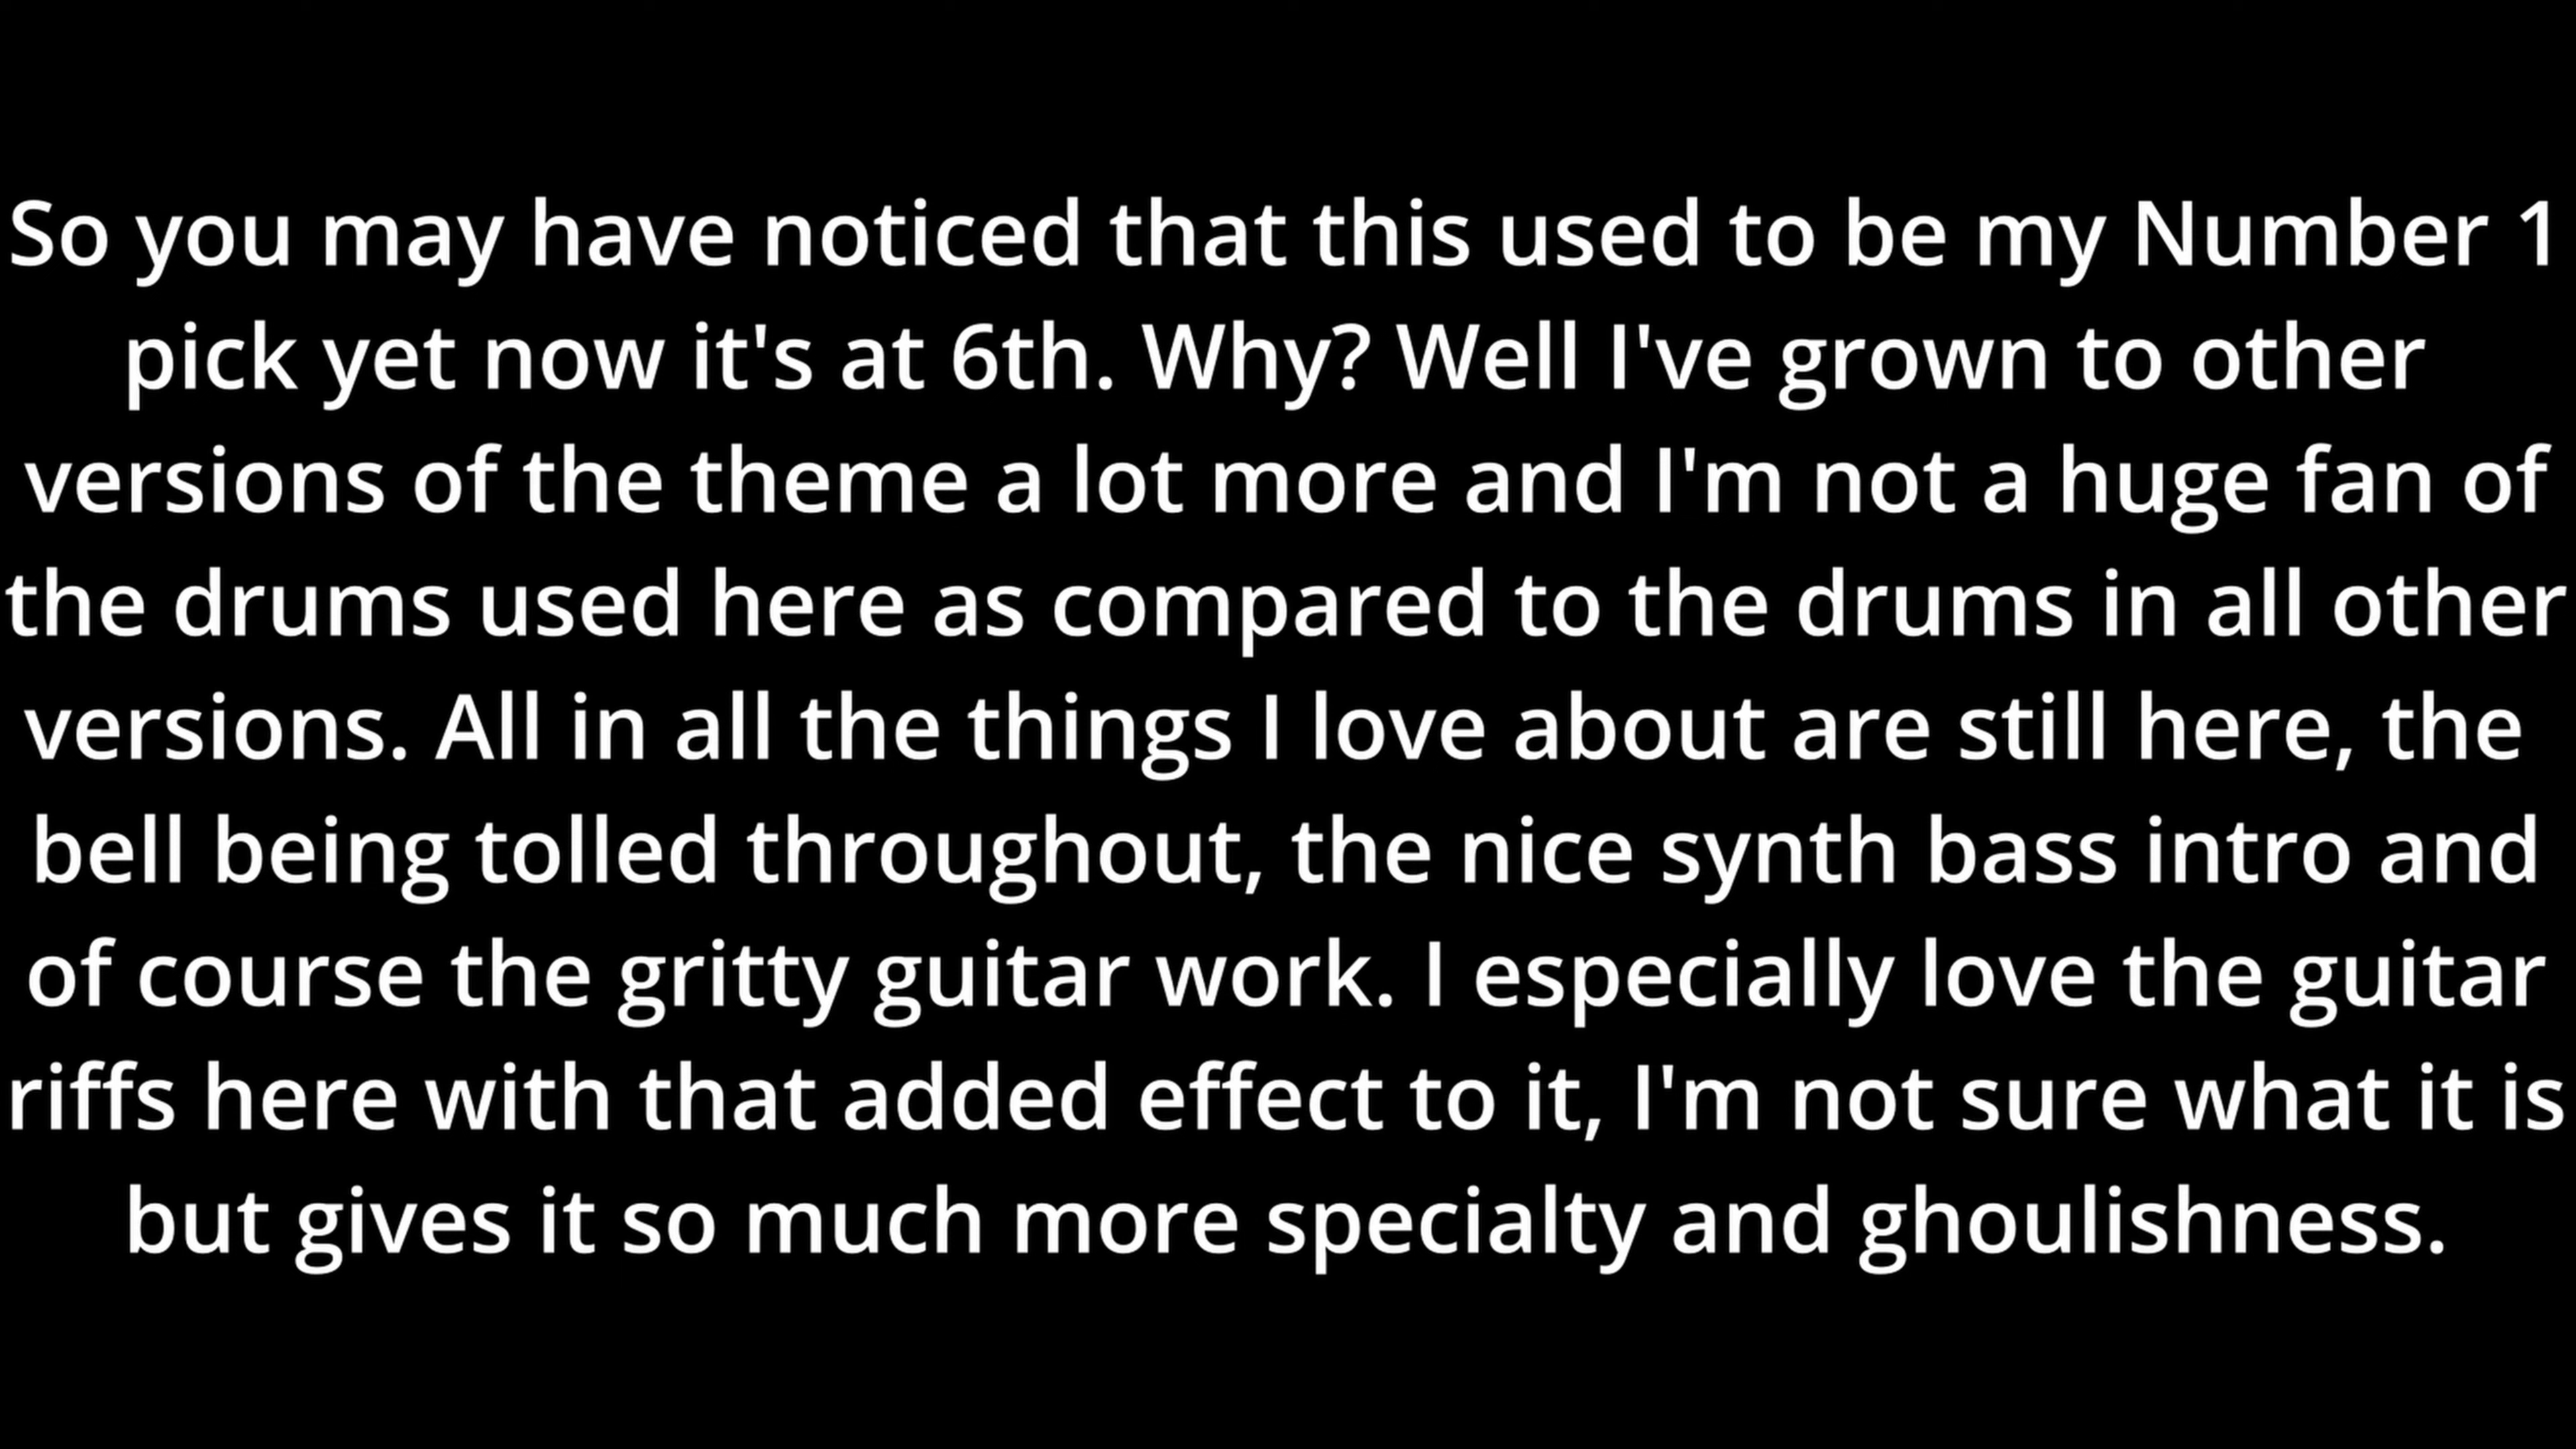 So you may have noticed that this used to be my Number 1
pick yet now it's at 6th. Why? Well I've grown to other
versions of the theme a lot more and I'm not a huge fan of
the drums used here as compared to the drums in all other
versions. All in all the things I love about are still here, the
bell being tolled throughout, the nice synth bass intro and
of course the gritty guitar work. I especially love the guitar
riffs here with that added effect to it, I'm not sure what it is
but gives it so much more specialty and ghoulishness.